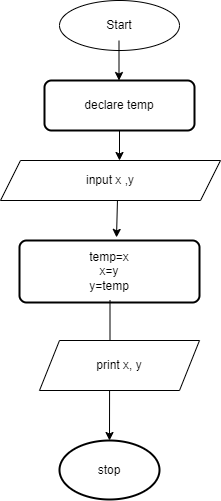 Start
declare temp
input x ,y
temp=x
x=y
y=temp
print x, y
stop